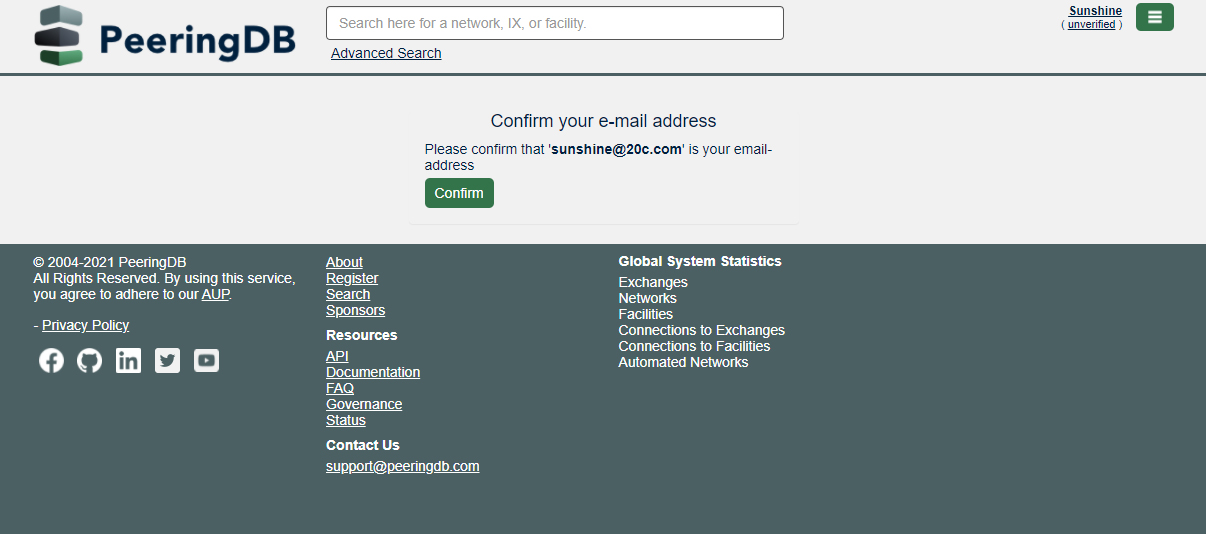 PeeringDB
Search here for a network, IX, or facility.
Advanced Search
Sunshine
( unverified )
Confirm your e-mail address
Please confirm that 'sunshine@20c.com' is your email-
address
Confirm
© 2004-2021 PeeringDB
All Rights Reserved. By using this service,
you agree to adhere to our AUP.
- Privacy Policy
About
Register
Search
Sponsors
Resources
API
Documentation
FAQ
Governance
Status
Contact Us
support@peeringdb.com
Global System Statistics
Exchanges
Networks
Facilities
Connections to Exchanges
Connections to Facilities
Automated Networks